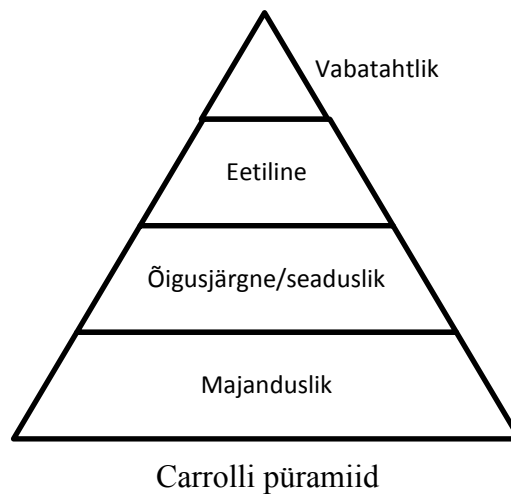 Vabatahtlik
Eetiline
Õigusjärgne/seaduslik
Majanduslik
Carrolli püramiid